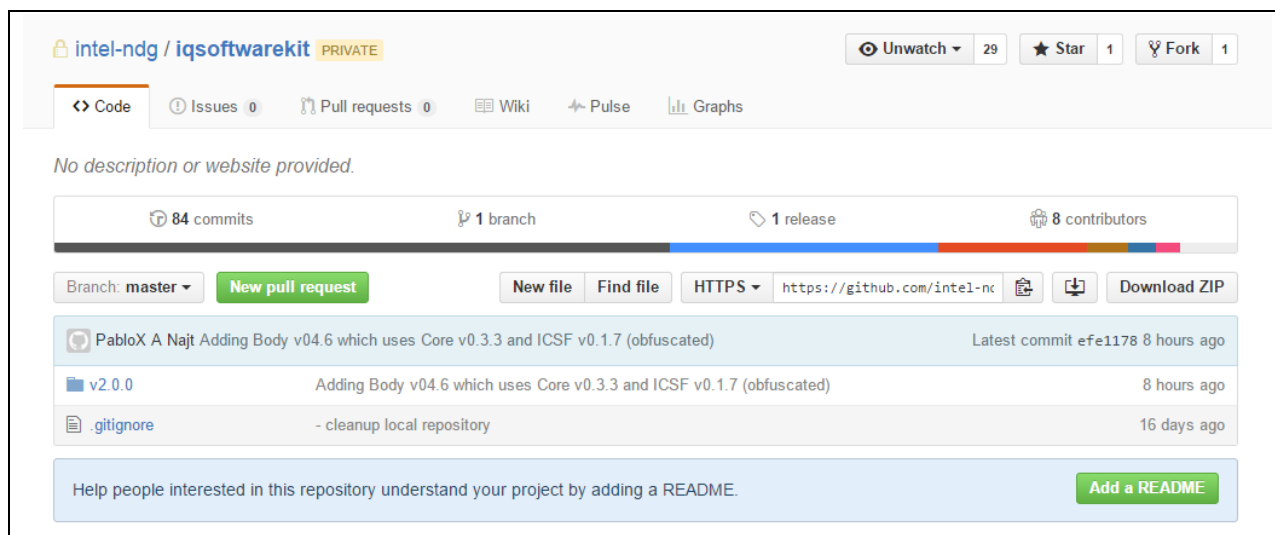 intel-ndg / iqsoftwarekit PRIVATE Unwatch 29 Star 1 Fork 1
Code Issues 0 Pull requests 0 Wiki Pulse Graphs
No description or website provided.
84 commits 1 branch 1 release 8 contributors
Branch: master New pull request New file Find file HTTPS https://github.com/intel-nd Download ZIP
PabloX A Najt Adding Body v04.6 which uses Core v0.3.3 and ICSF v0.1.7 (obfuscated) Latest commit efe1178 8 hours ago
v2.0.0 Adding Body v04.6 which uses Core v0.3.3 and ICSF v0.1.7 (obfuscated) 8 hours ago
.gitignore - cleanup local repository 16 days ago
Help people interested in this repository understand your project by adding a README. Add a README